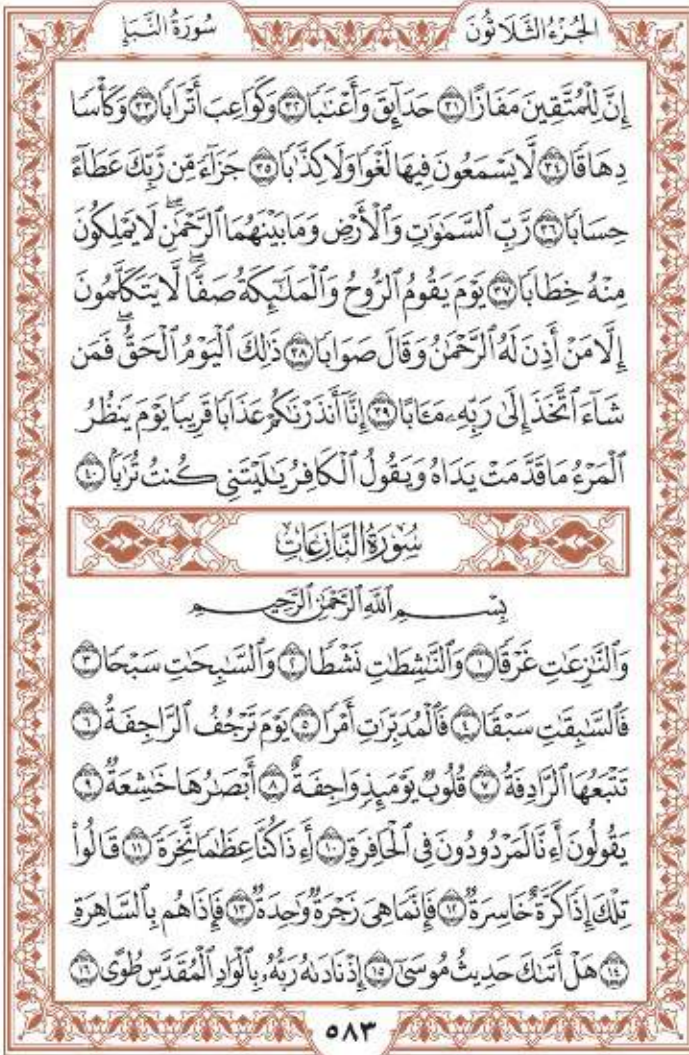 سُورَةُ النَّبَإِ
الجُزْءُ الثَّلَاثُونَ
إِنَّ لِلْمُتَّقِينَ مَفَازًا ٣١ حَدَآئِقَ وَأَعْنَٰبًا ٣٢ وَكَوَاعِبَ أَتْرَابًا ٣٣ وَكَأْسًا
دِهَاقًا ٣٤ لَّا يَسْمَعُونَ فِيهَا لَغْوًا وَلَا كِذَّٰبًا ٣٥ جَزَآءً مِّن رَّبِّكَ عَطَآءً
حِسَابًا ٣٦ رَّبِّ ٱلسَّمَٰوَٰتِ وَٱلْأَرْضِ وَمَا بَيْنَهُمَا ٱلرَّحْمَٰنِۖ لَا يَمْلِكُونَ
مِنْهُ خِطَابًا ٣٧ يَوْمَ يَقُومُ ٱلرُّوحُ وَٱلْمَلَٰٓئِكَةُ صَفًّاۖ لَّا يَتَكَلَّمُونَ
إِلَّا مَنْ أَذِنَ لَهُ ٱلرَّحْمَٰنُ وَقَالَ صَوَابًا ٣٨ ذَٰلِكَ ٱلْيَوْمُ ٱلْحَقُّۖ فَمَن
شَآءَ ٱتَّخَذَ إِلَىٰ رَبِّهِۦ مَـَٔابًا ٣٩ إِنَّآ أَنذَرْنَٰكُمْ عَذَابًا قَرِيبًا يَوْمَ يَنظُرُ
ٱلْمَرْءُ مَا قَدَّمَتْ يَدَاهُ وَيَقُولُ ٱلْكَافِرُ يَٰلَيْتَنِى كُنتُ تُرَٰبًۢا ٤٠
سُورَةُ النَّازِعَاتِ
بِسْمِ ٱللَّهِ ٱلرَّحْمَٰنِ ٱلرَّحِيمِ
وَٱلنَّٰزِعَٰتِ غَرْقًا ١ وَٱلنَّٰشِطَٰتِ نَشْطًا ٢ وَٱلسَّٰبِحَٰتِ سَبْحًا ٣
فَٱلسَّٰبِقَٰتِ سَبْقًا ٤ فَٱلْمُدَبِّرَٰتِ أَمْرًا ٥ يَوْمَ تَرْجُفُ ٱلرَّاجِفَةُ ٦
تَتْبَعُهَا ٱلرَّادِفَةُ ٧ قُلُوبٌ يَوْمَئِذٍ وَاجِفَةٌ ٨ أَبْصَٰرُهَا خَٰشِعَةٌ ٩
يَقُولُونَ أَءِنَّا لَمَرْدُودُونَ فِى ٱلْحَافِرَةِ ١٠ أَءِذَا كُنَّا عِظَٰمًا نَّخِرَةً ١١ قَالُوا۟
تِلْكَ إِذًا كَرَّةٌ خَاسِرَةٌ ١٢ فَإِنَّمَا هِىَ زَجْرَةٌ وَٰحِدَةٌ ١٣ فَإِذَا هُم بِٱلسَّاهِرَةِ
١٤ هَلْ أَتَىٰكَ حَدِيثُ مُوسَىٰٓ ١٥ إِذْ نَادَىٰهُ رَبُّهُۥ بِٱلْوَادِ ٱلْمُقَدَّسِ طُوًى ١٦
٥٨٣